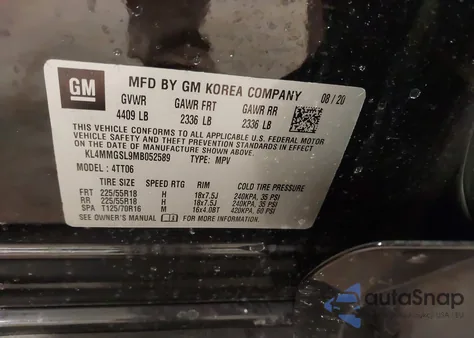 GM
MFD BY GM KOREA COMPANY
08 / 20
GVWR GAWR FRT GAWR RR
4409 LB 2336 LB 2336 LB
THIS VEHICLE CONFORMS TO ALL APPLICABLE U.S. FEDERAL MOTOR
VEHICLE SAFETY AND THEFT PREVENTION STANDARDS IN EFFECT
ON THE DATE OF MANUFACTURE SHOWN ABOVE.
KL4MMGSL9MB052589 TYPE: MPV
MODEL: 4TT06
TIRE SIZE SPEED RTG RIM COLD TIRE PRESSURE
FRT 225/55R18 H 18x7.5J 240KPA, 35 PSI
RR 225/55R18 H 18x7.5J 240KPA, 35 PSI
SPA T125/70R16 M 16x4.0BT 420KPA, 60 PSI
SEE OWNER'S MANUAL FOR MORE INFORMATION
autoSnap